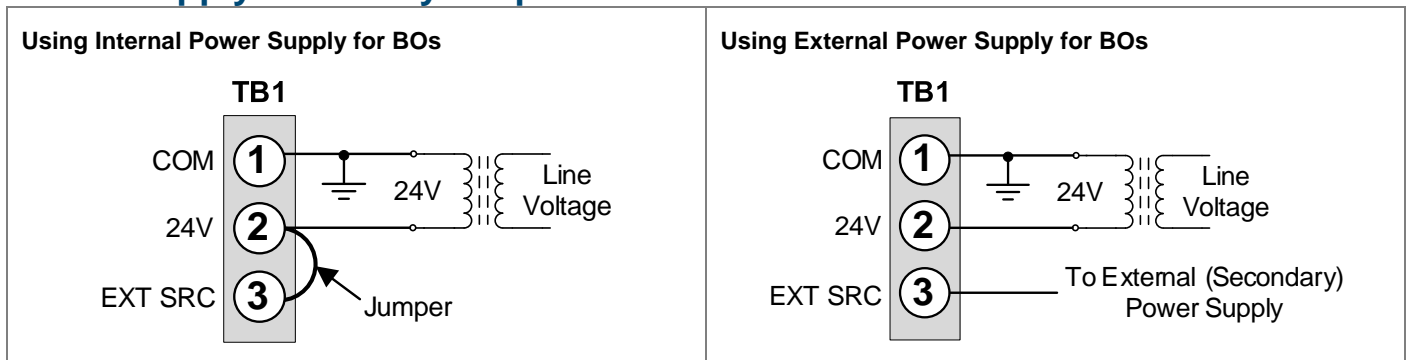 Using Internal Power Supply for BOs
TB1
COM 1
24V
Line
Voltage
24V 2
EXT SRC 3
Jumper
Using External Power Supply for BOs
TB1
COM 1
24V
Line
Voltage
24V 2
EXT SRC 3
To External (Secondary)
Power Supply